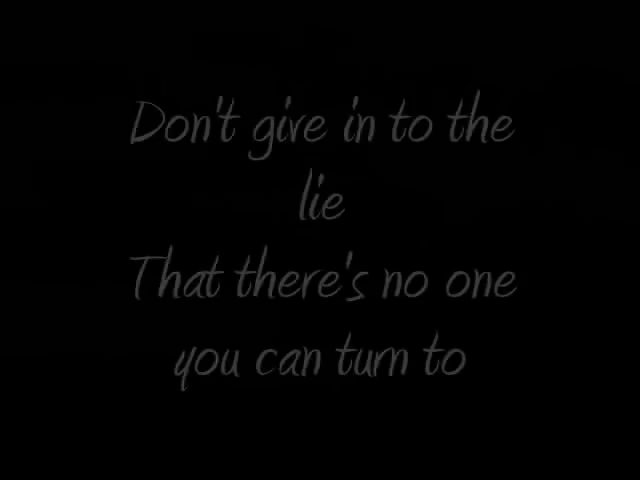 Don't give in to the
lie
That there's no one
you can turn to